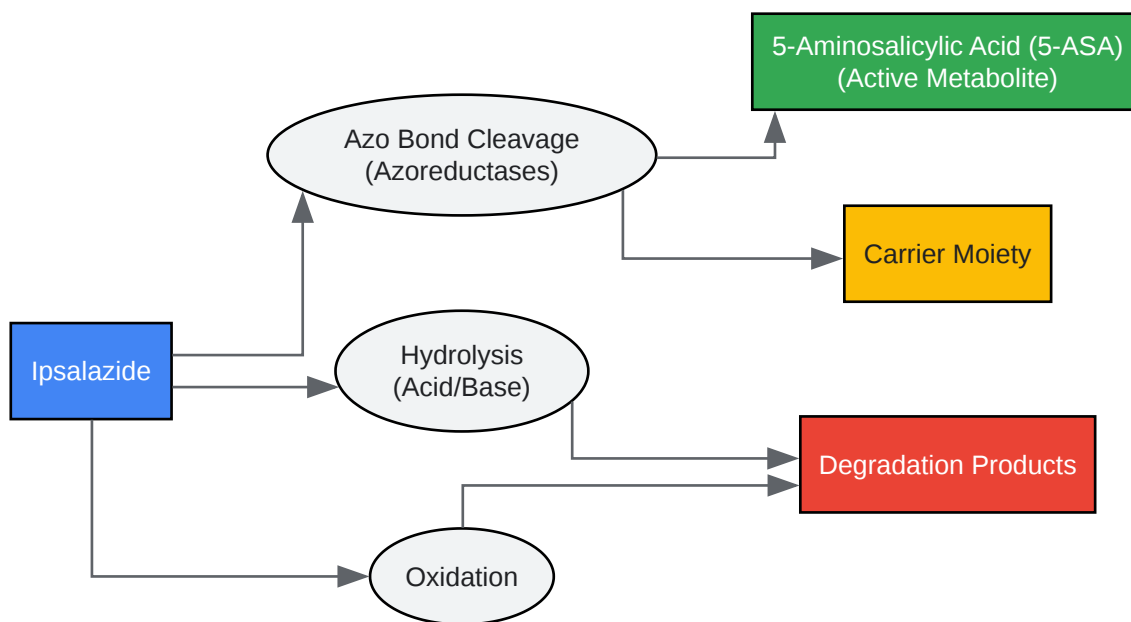 5-Aminosalicylic Acid (5-ASA)
(Active Metabolite)
Azo Bond Cleavage
(Azoreductases)
Carrier Moiety
Ipsalazide
Hydrolysis
(Acid/Base)
Degradation Products
Oxidation